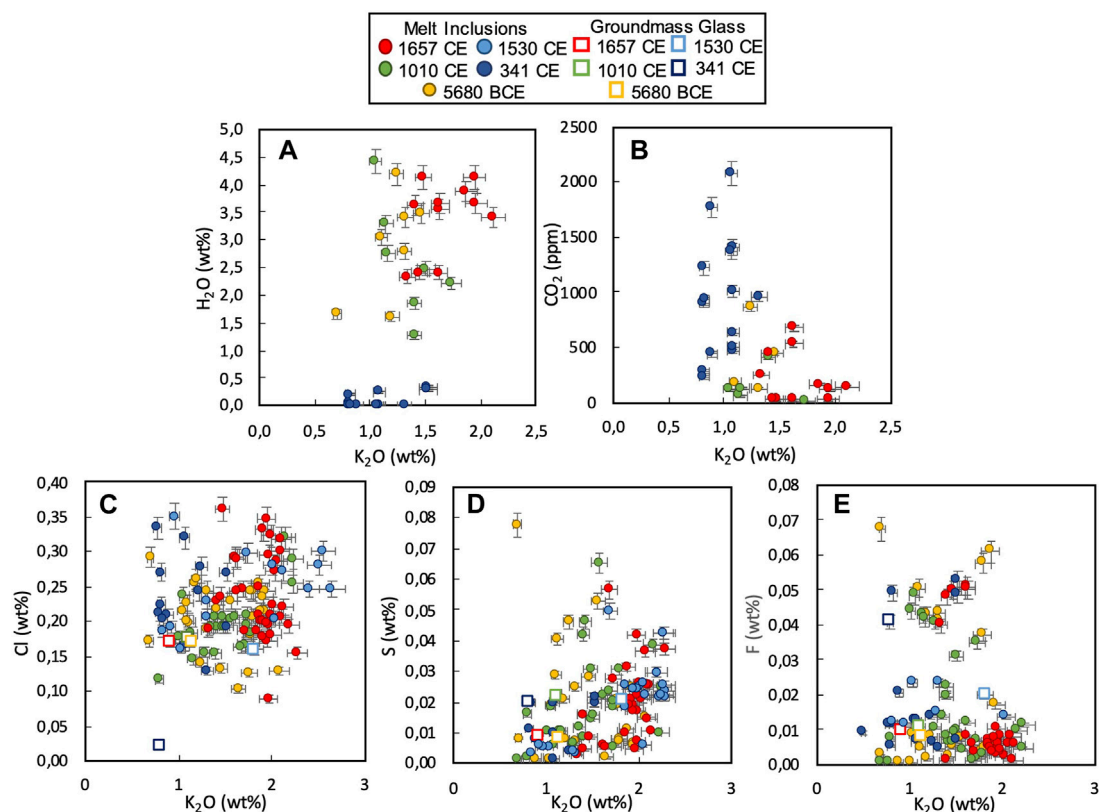 Melt Inclusions Groundmass Glass
1657 CE 1530 CE 1657 CE 1530 CE
1010 CE 341 CE 1010 CE 341 CE
5680 BCE 5680 BCE
A
5,0
4,5
4,0
3,5
3,0
2,5
2,0
1,5
1,0
0,5
0,0
H₂O (wt%)
0,0 0,5 1,0 1,5 2,0 2,5
K₂O (wt%)
B
2500
2000
1500
1000
500
0
CO₂ (ppm)
0,0 0,5 1,0 1,5 2,0 2,5
K₂O (wt%)
C
0,40
0,35
0,30
0,25
0,20
0,15
0,10
0,05
0,00
Cl (wt%)
0 1 2 3
K₂O (wt%)
D
0,09
0,08
0,07
0,06
0,05
0,04
0,03
0,02
0,01
0,00
S (wt%)
0 1 2 3
K₂O (wt%)
E
0,08
0,07
0,06
0,05
0,04
0,03
0,02
0,01
0,00
F (wt%)
0 1 2 3
K₂O (wt%)